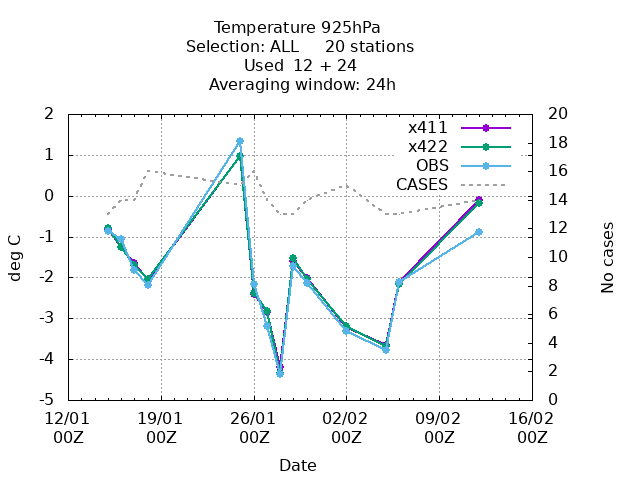 Temperature 925hPa
Selection: ALL     20 stations
Used  12 + 24
Averaging window: 24h
x411
x422
OBS
CASES
deg C
2
1
0
-1
-2
-3
-4
-5
20
18
16
14
12
10
8
6
4
2
0
No cases
12/01 19/01 26/01 02/02 09/02 16/02
00Z 00Z 00Z 00Z 00Z 00Z
Date